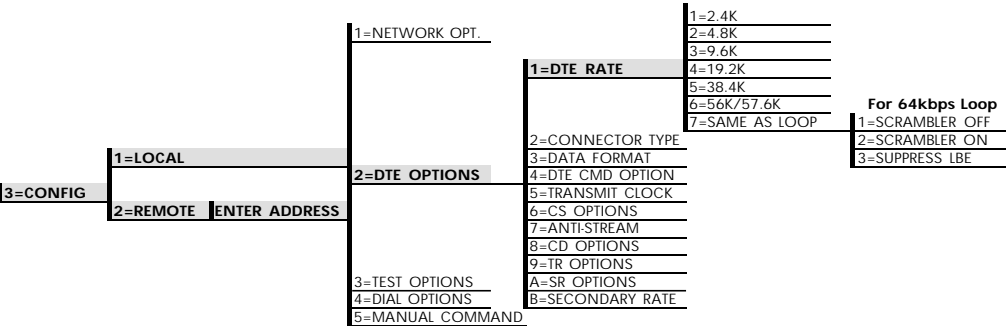 3=CONFIG
1=LOCAL
2=REMOTE ENTER ADDRESS
1=NETWORK OPT.
2=DTE OPTIONS
3=TEST OPTIONS
4=DIAL OPTIONS
5=MANUAL COMMAND
1=DTE RATE
2=CONNECTOR TYPE
3=DATA FORMAT
4=DTE CMD OPTION
5=TRANSMIT CLOCK
6=CS OPTIONS
7=ANTI-STREAM
8=CD OPTIONS
9=TR OPTIONS
A=SR OPTIONS
B=SECONDARY RATE
1=2.4K
2=4.8K
3=9.6K
4=19.2K
5=38.4K
6=56K/57.6K
7=SAME AS LOOP
For 64kbps Loop
1=SCRAMBLER OFF
2=SCRAMBLER ON
3=SUPPRESS LBE